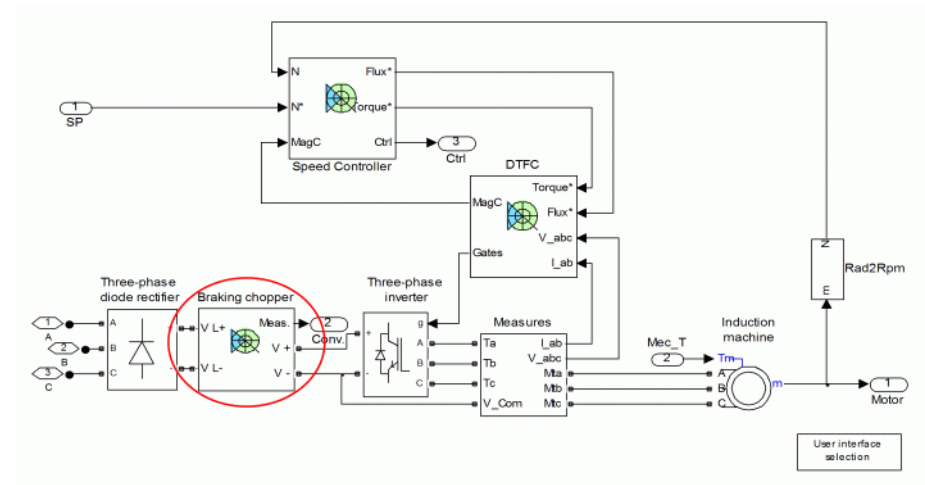 N
Flux*
1
SP
N*
Torque*
MagC
Ctrl
3
Ctrl
Speed Controller
DTFC
Torque*
MagC
Flux*
V_abc
Gates
I_ab
N
Rad2Rpm
E
Three-phase
diode rectifier
Braking chopper
Three-phase
inverter
Measures
Induction
machine
1
A
A
+
V L+
Meas.
2
Conv.
+
g
A
Ta
I_ab
Mec_T
2
Tm
2
B
B
V +
B
Tb
V_abc
Mta
A
m
1
Motor
3
C
C
-
V L-
V -
-
C
Tc
Mtb
B
V_Com
Mtc
C
User interface
selection